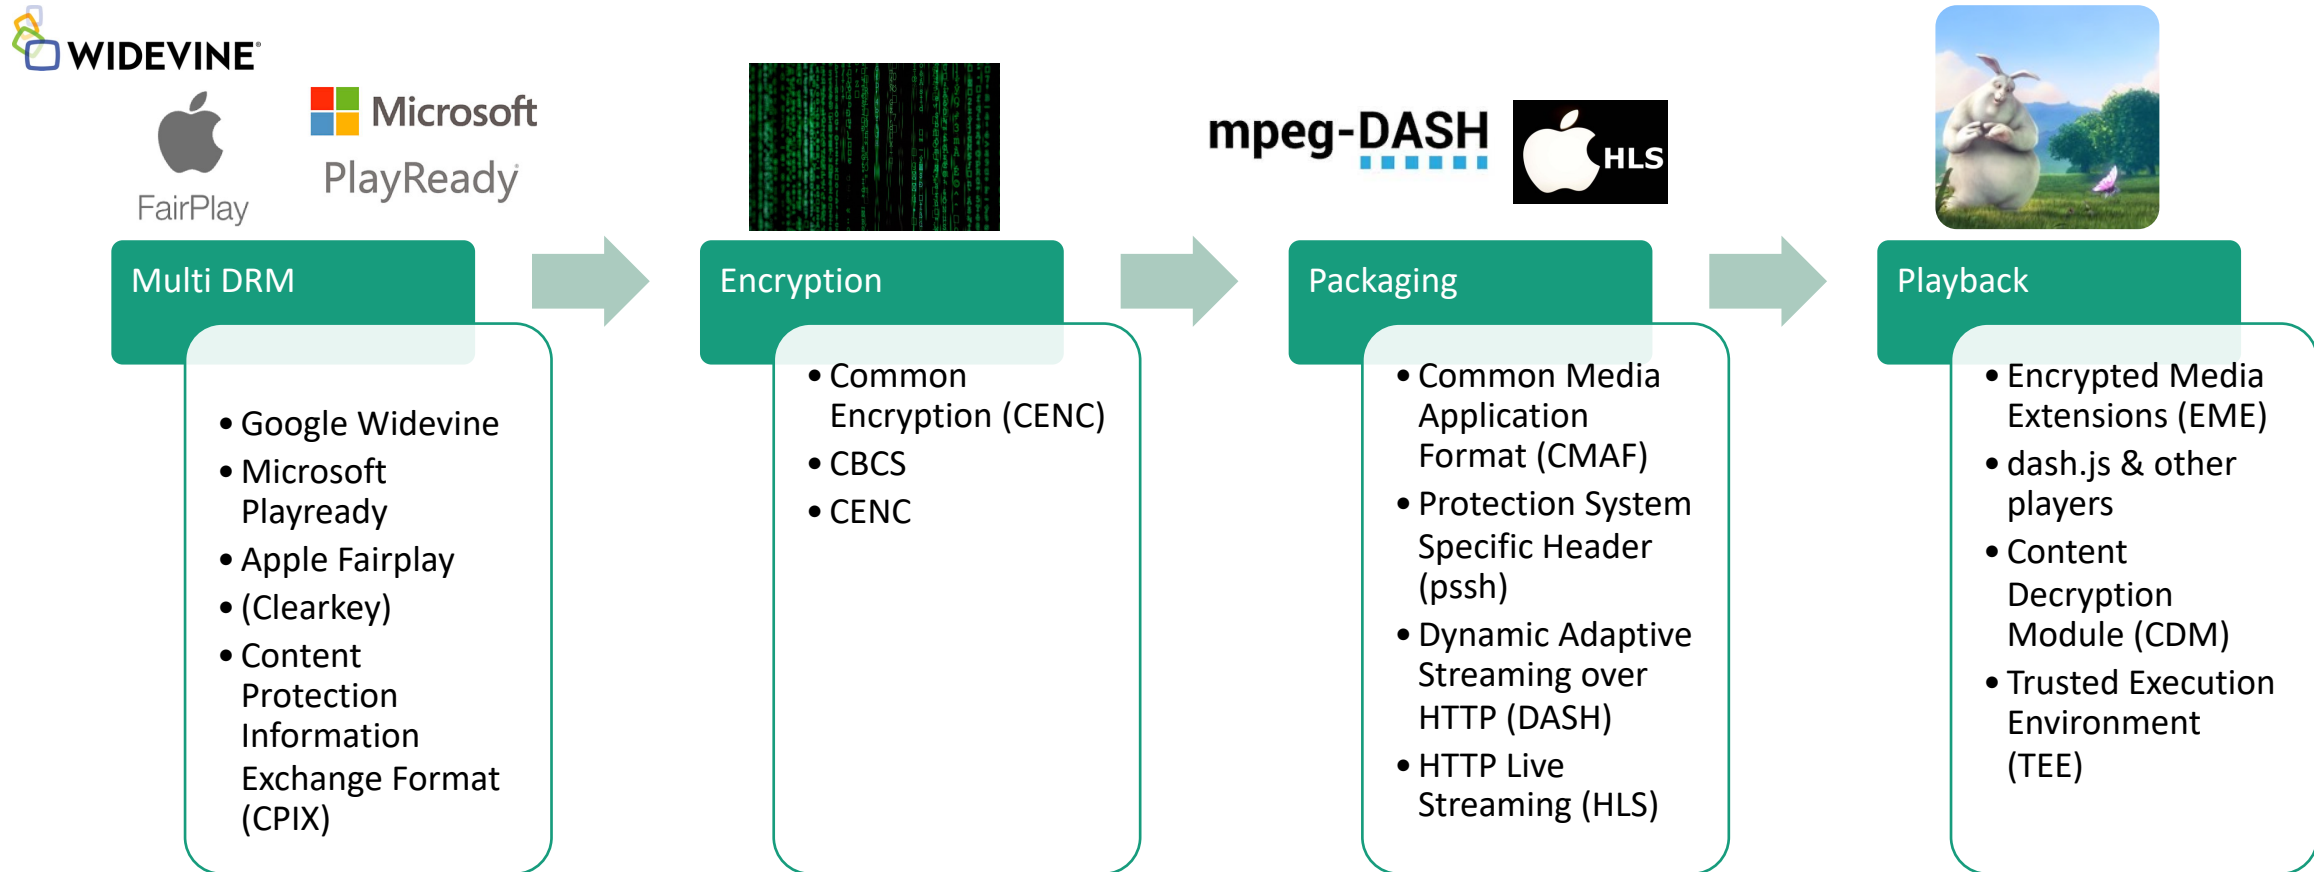 WIDEVINE®
FairPlay
Microsoft
PlayReady
mpeg-DASH
HLS
Multi DRM
• Google Widevine
• Microsoft
Playready
• Apple Fairplay
• (Clearkey)
• Content
Protection
Information
Exchange Format
(CPIX)
Encryption
• Common
Encryption (CENC)
• CBCS
• CENC
Packaging
• Common Media
Application
Format (CMAF)
• Protection System
Specific Header
(pssh)
• Dynamic Adaptive
Streaming over
HTTP (DASH)
• HTTP Live
Streaming (HLS)
Playback
• Encrypted Media
Extensions (EME)
• dash.js & other
players
• Content
Decryption
Module (CDM)
• Trusted Execution
Environment
(TEE)